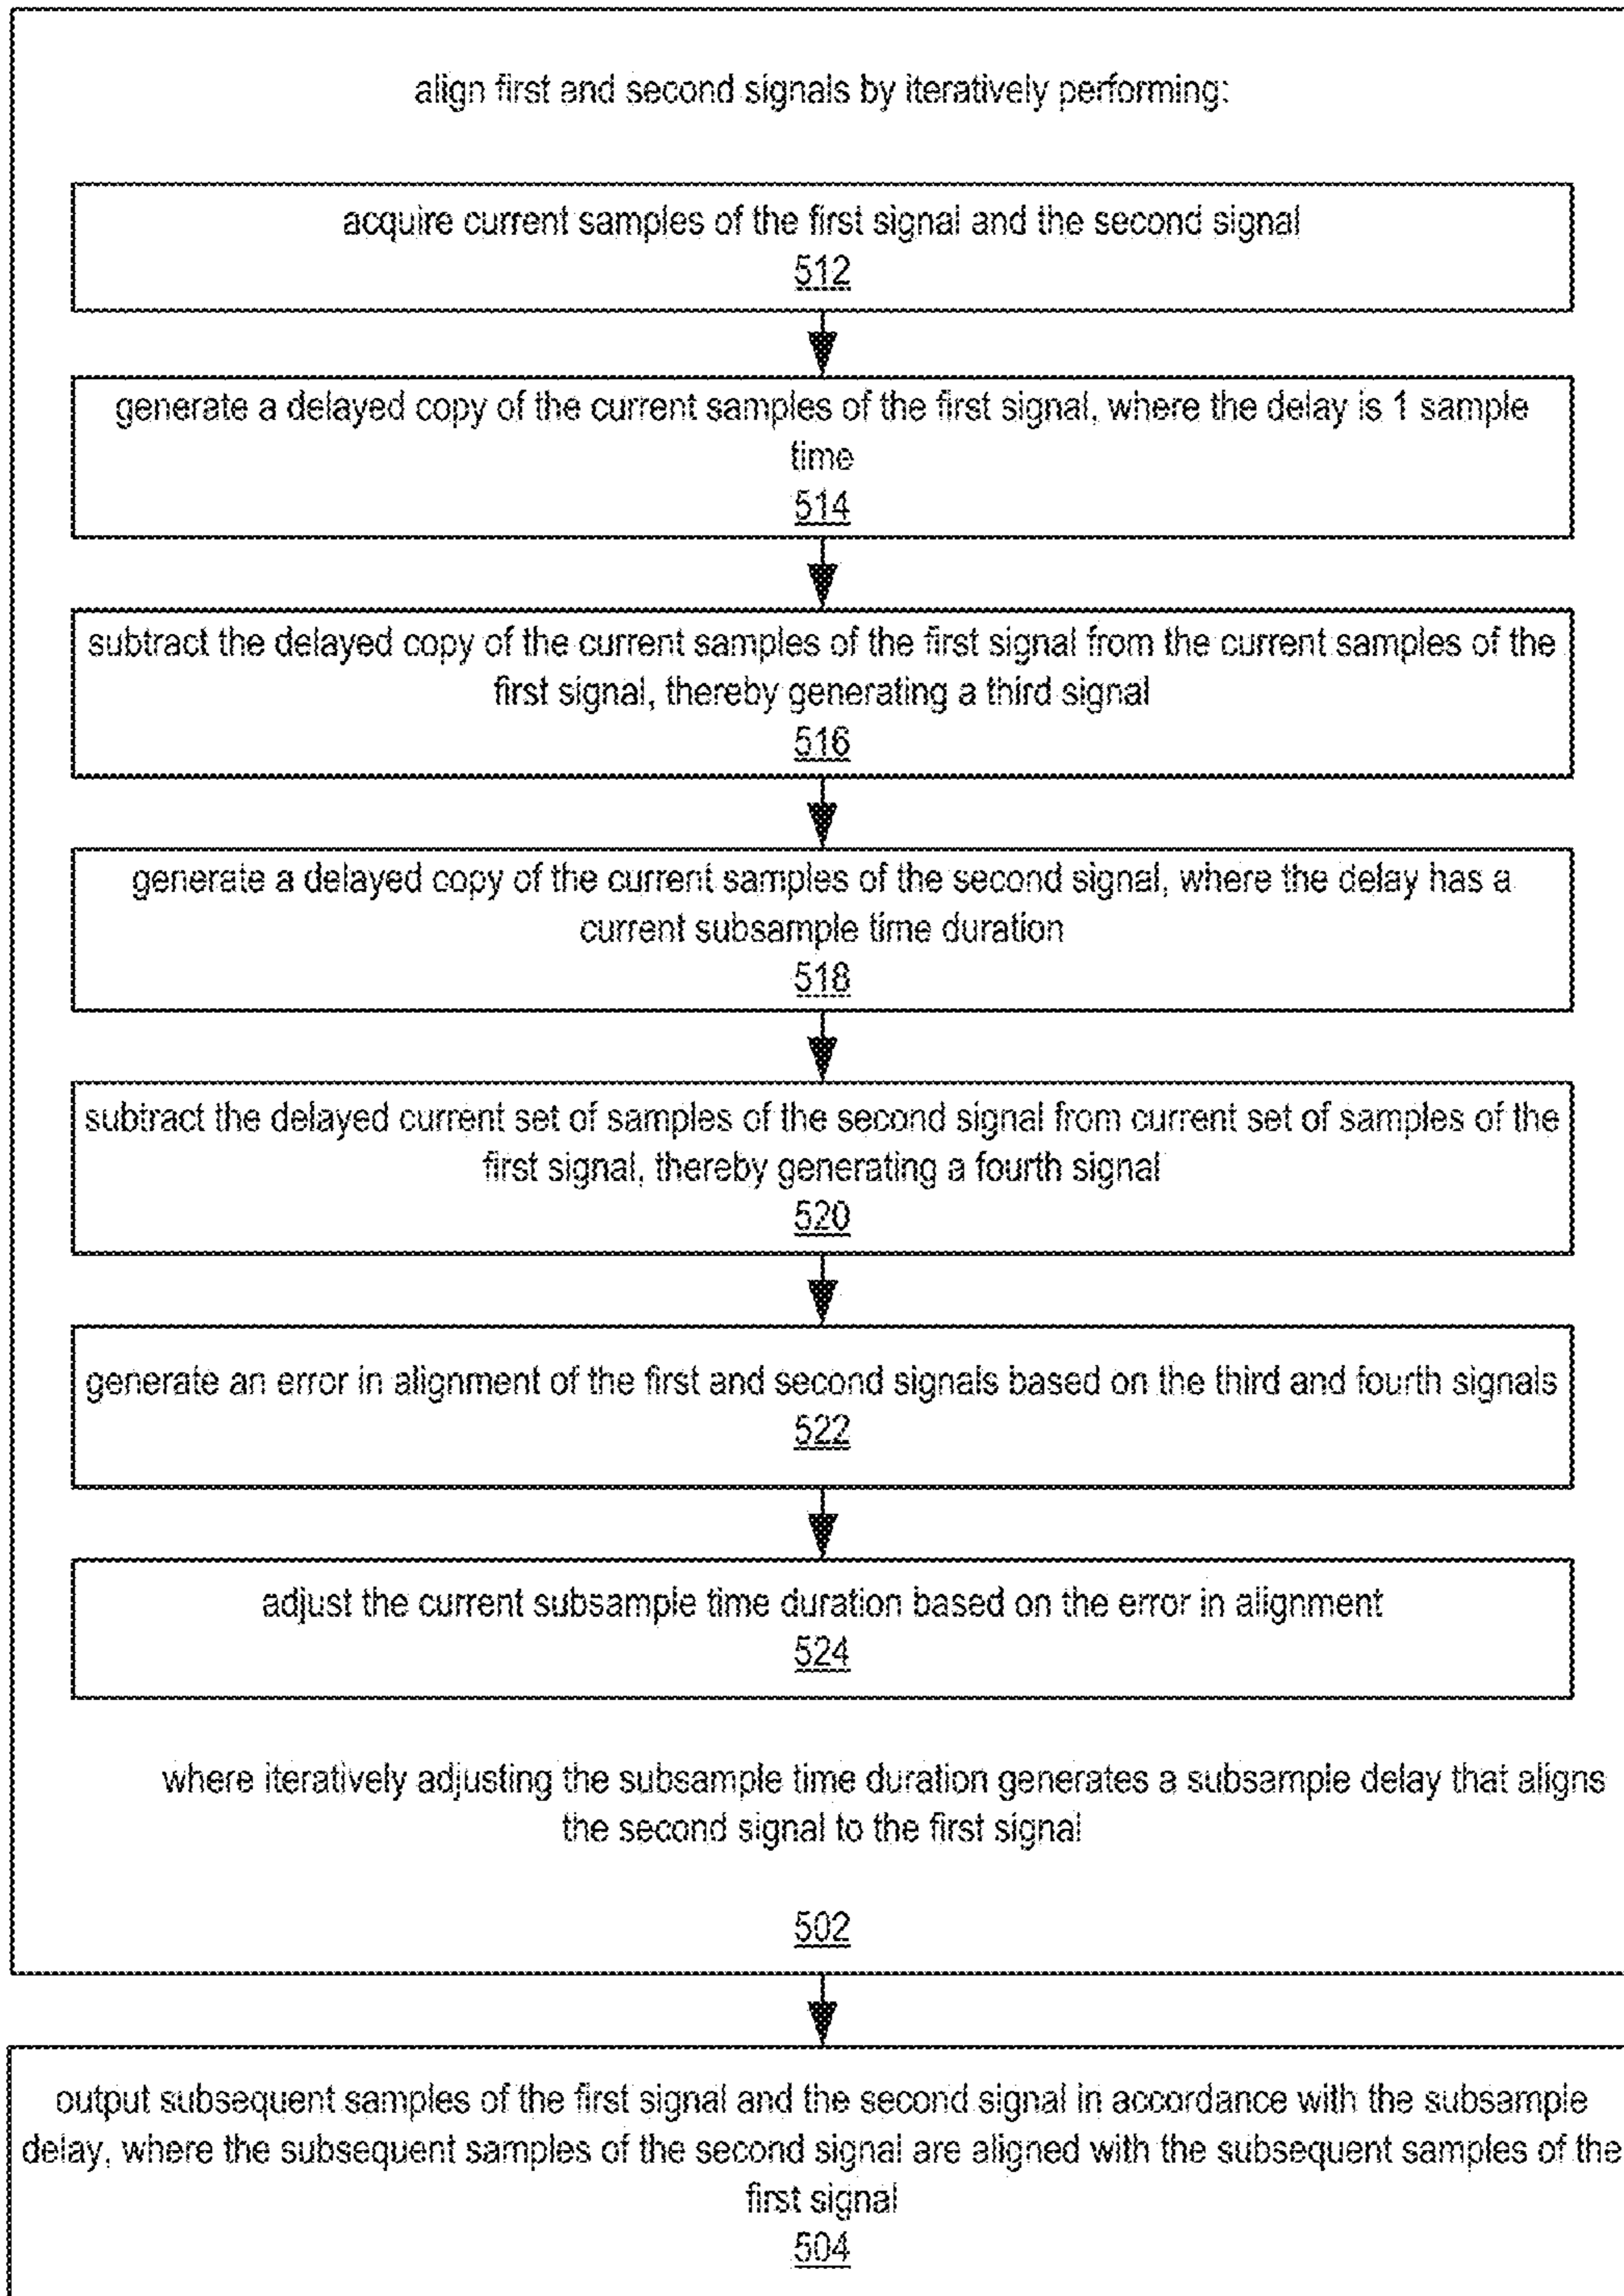 align first and second signals by iteratively performing:
acquire current samples of the first signal and the second signal
512
generate a delayed copy of the current samples of the first signal, where the delay is 1 sample
time
514
subtract the delayed copy of the current samples of the first signal from the current samples of the
first signal, thereby generating a third signal
516
generate a delayed copy of the current samples of the second signal, where the delay has a
current subsample time duration
518
subtract the delayed current set of samples of the second signal from current set of samples of the
first signal, thereby generating a fourth signal
520
generate an error in alignment of the first and second signals based on the third and fourth signals
522
adjust the current subsample time duration based on the error in alignment
524
where iteratively adjusting the subsample time duration generates a subsample delay that aligns
the second signal to the first signal
502
output subsequent samples of the first signal and the second signal in accordance with the subsample
delay, where the subsequent samples of the second signal are aligned with the subsequent samples of the
first signal
504